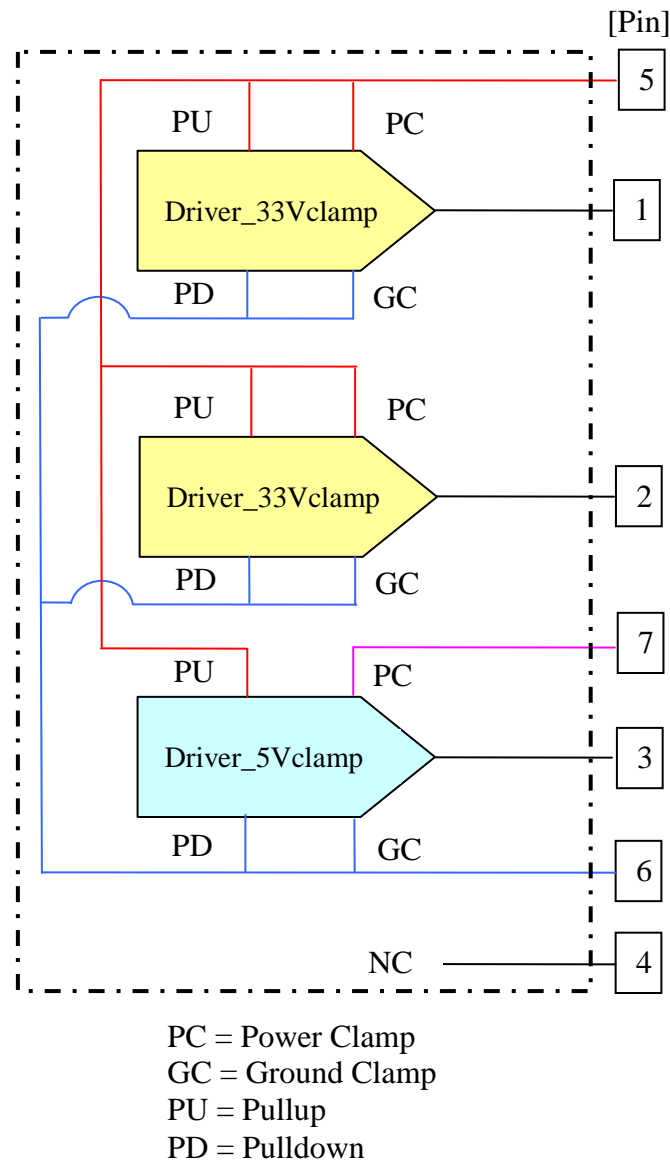 [Pin]
5
PU
PC
Driver_33Vclamp
1
PD
GC
PU
PC
Driver_33Vclamp
2
PD
GC
7
PU
PC
Driver_5Vclamp
3
PD
GC
6
NC
4
PC = Power Clamp
GC = Ground Clamp
PU = Pullup
PD = Pulldown